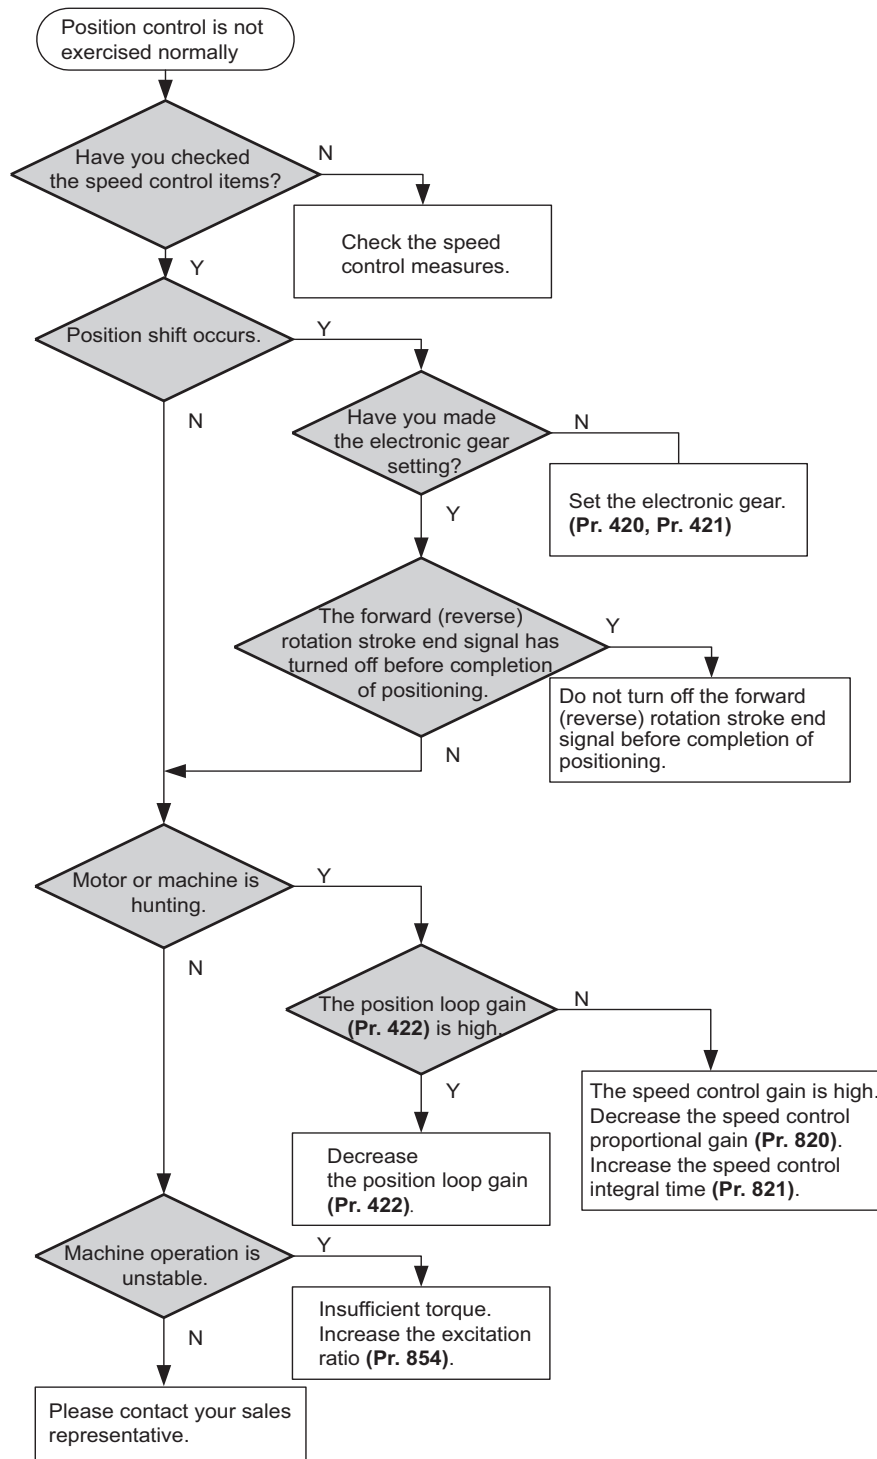 Position control is not
exercised normally
Have you checked
the speed control items?
N
Check the speed
control measures.
Y
Position shift occurs.
Y
N
Have you made
the electronic gear
setting?
N
Set the electronic gear.
(Pr. 420, Pr. 421)
Y
The forward (reverse)
rotation stroke end signal has
turned off before completion
of positioning.
Y
Do not turn off the forward
(reverse) rotation stroke end
signal before completion of
positioning.
N
Motor or machine is
hunting.
Y
N
The position loop gain
(Pr. 422) is high.
N
The speed control gain is high.
Decrease the speed control
proportional gain (Pr. 820).
Increase the speed control
integral time (Pr. 821).
Y
Decrease
the position loop gain
(Pr. 422).
Machine operation is
unstable.
Y
Insufficient torque.
Increase the excitation
ratio (Pr. 854).
N
Please contact your sales
representative.